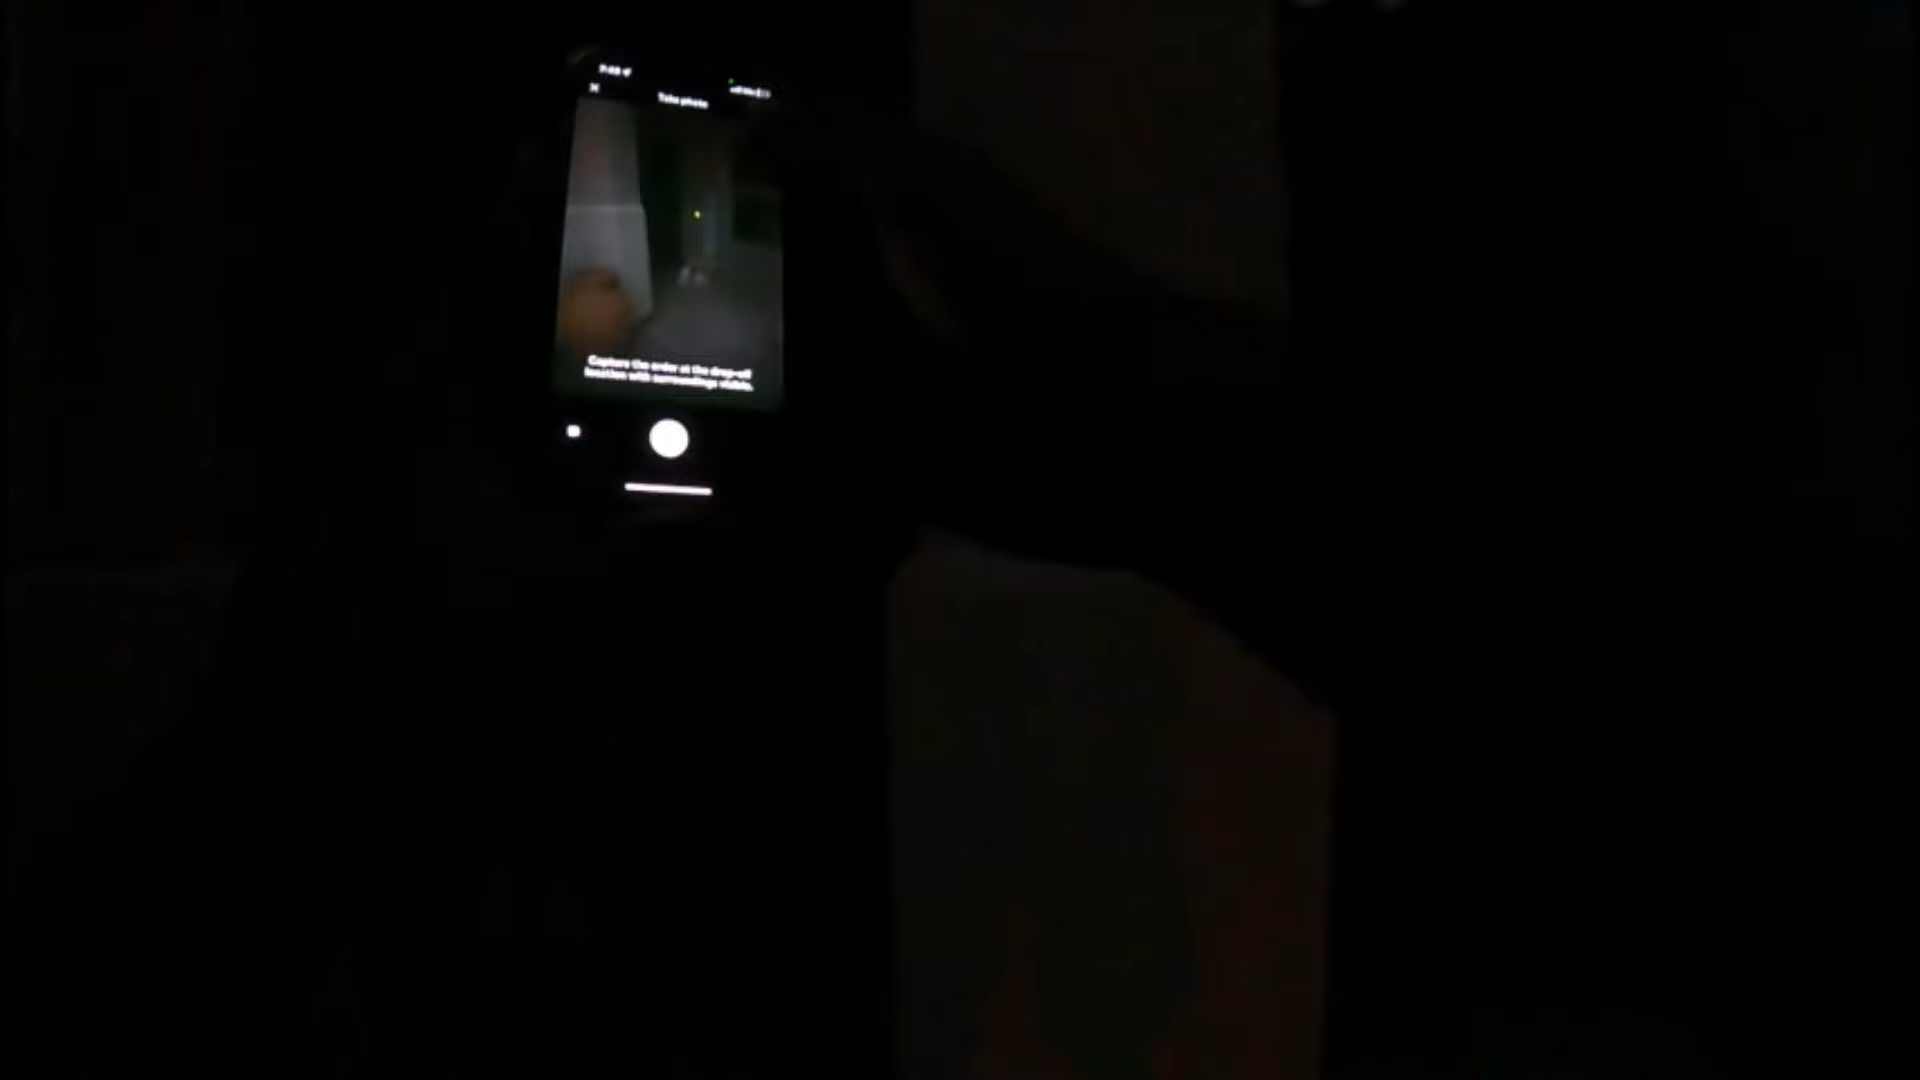 Take photo
Capture the order at the drop-off
location with surroundings visible.